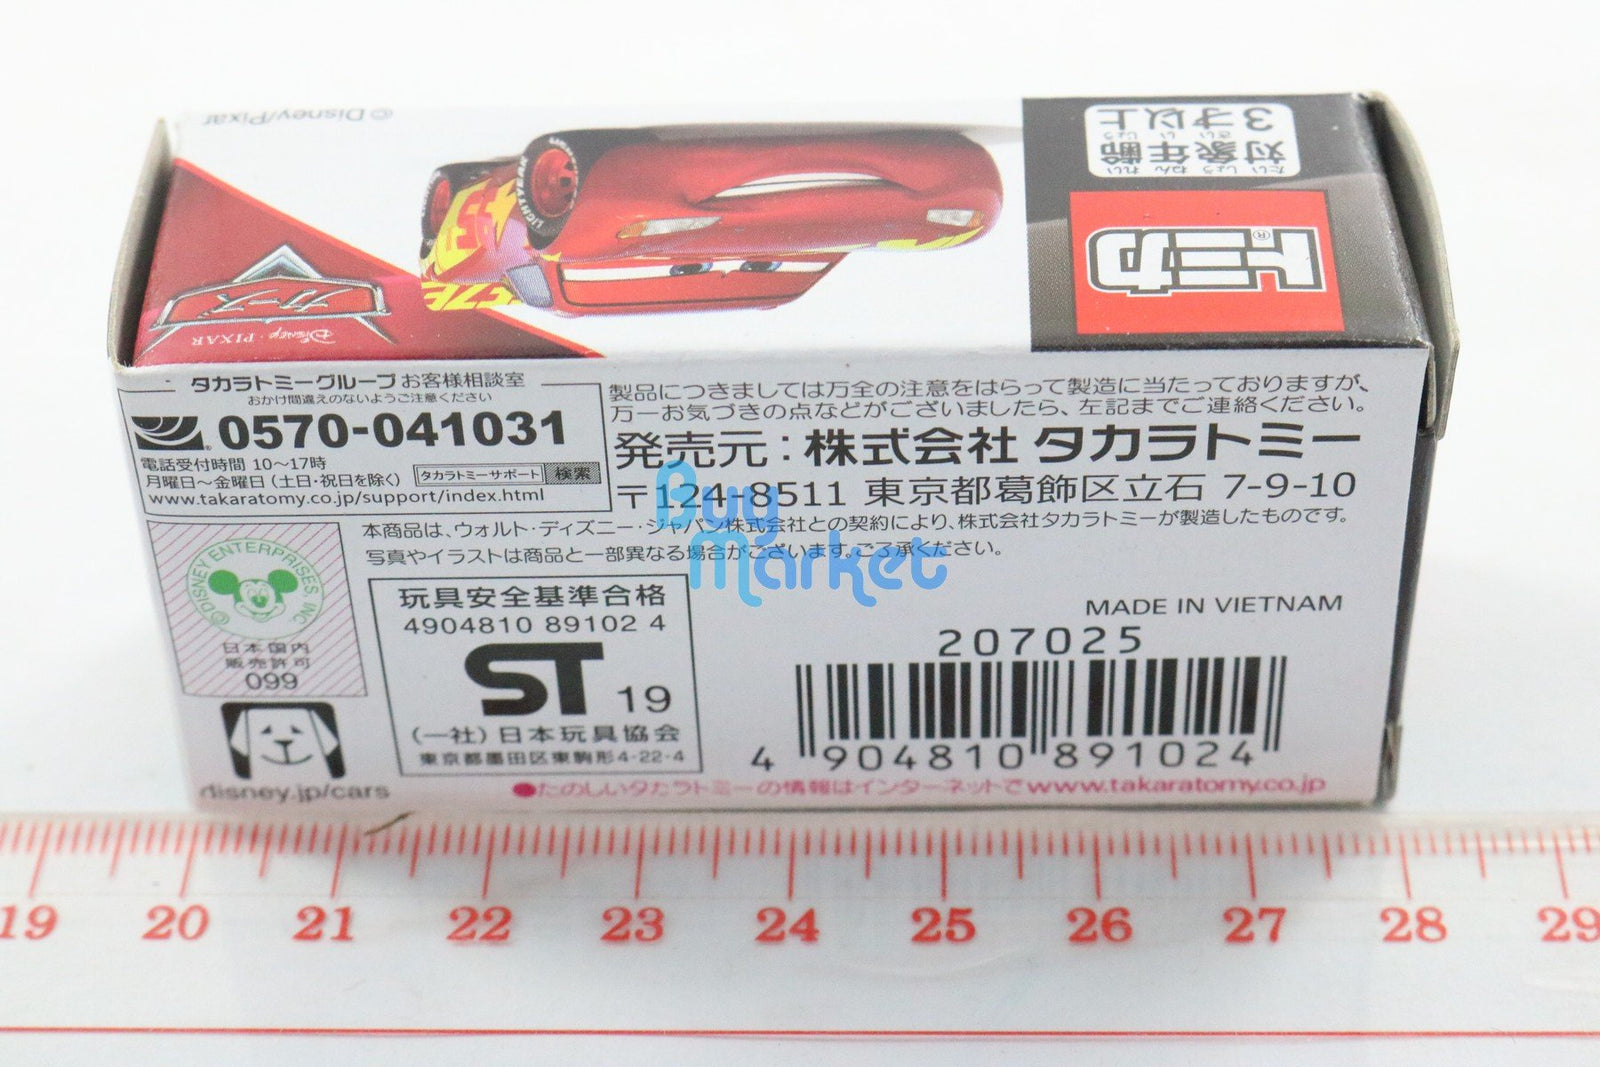 ©Disney/Pixar
対象年齢
たいしょうねんれい
3才以上
さいいじょう
トミカ®
カーズ
Disney・PIXAR
タカラトミーグループ お客様相談室
おかけ間違えのないようご注意ください
0570-041031
電話受付時間 10〜17時
月曜日〜金曜日(土日・祝日を除く)
タカラトミーサポート 検索
www.takaratomy.co.jp/support/index.html
製品につきましては万全の注意をはらって製造に当たっておりますが、
万一お気づきの点などがございましたら、左記までご連絡ください。
発売元:株式会社 タカラトミー
〒124-8511 東京都葛飾区立石 7-9-10
本商品は、ウォルト・ディズニー・ジャパン株式会社との契約により、株式会社タカラトミーが製造したものです。
写真やイラストは商品と一部異なる場合がございます。ご了承ください。
Buy Market
©DISNEY ENTERPRISES, INC.
日本国内
販売許可
099
玩具安全基準合格
4904810 89102 4
ST 19
(一社)日本玩具協会
東京都墨田区東駒形4-22-4
MADE IN VIETNAM
207025
4 904810 891024
disney.jp/cars
●たのしいタカラトミーの情報はインターネットでwww.takaratomy.co.jp
19 20 21 22 23 24 25 26 27 28 29